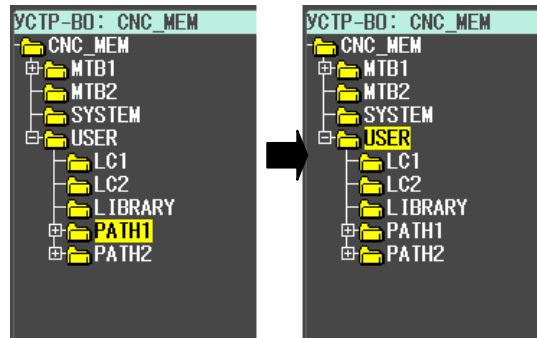 УСТР-ВО: CNC_MEM
CNC_MEM
MTB1
MTB2
SYSTEM
USER
LC1
LC2
LIBRARY
PATH1
PATH2
УСТР-ВО: CNC_MEM
CNC_MEM
MTB1
MTB2
SYSTEM
USER
LC1
LC2
LIBRARY
PATH1
PATH2